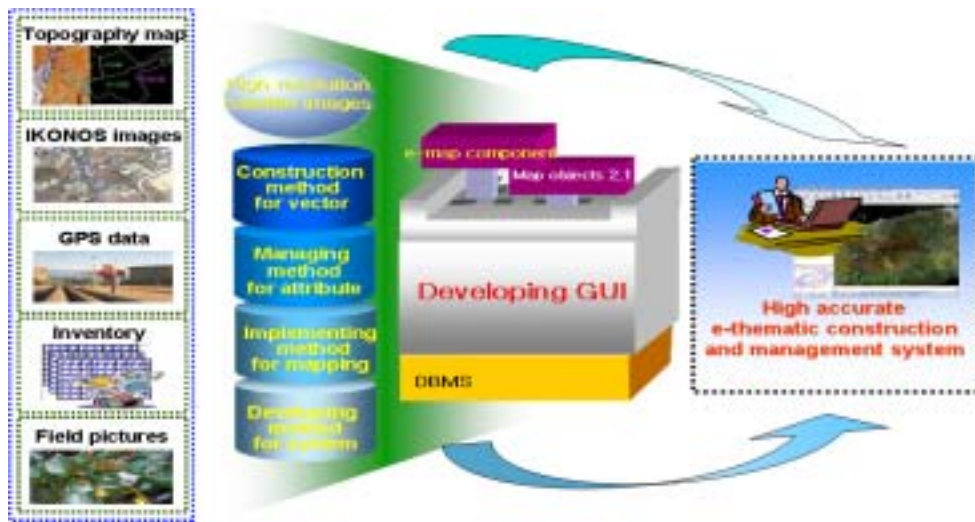 Topography map
IKONOS images
GPS data
Inventory
Field pictures
High resolution
satellite images
Construction
method
for vector
Managing
method
for attribute
Implementing
method
for mapping
Developing
method
for system
e-map component
Map objects 2.1
Developing GUI
DBMS
High accurate
e-thematic construction
and management system